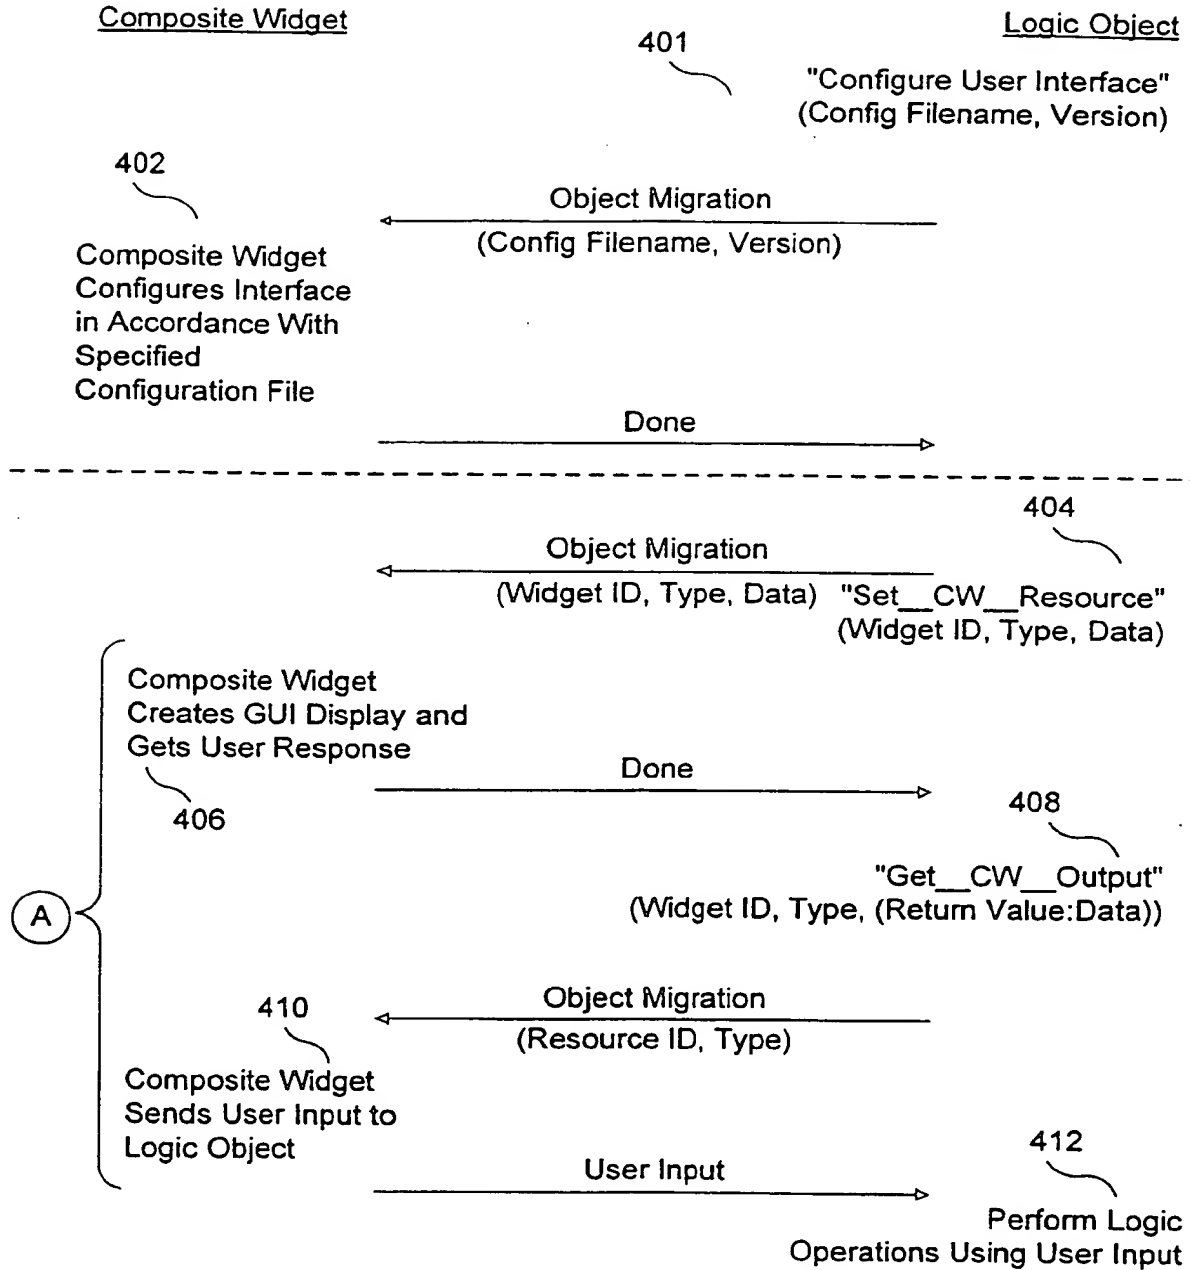 Composite Widget
Logic Object
401
"Configure User Interface"
(Config Filename, Version)
402
Object Migration
(Config Filename, Version)
Composite Widget
Configures Interface
in Accordance With
Specified
Configuration File
Done
404
Object Migration
(Widget ID, Type, Data)
"Set__CW__Resource"
(Widget ID, Type, Data)
Composite Widget
Creates GUI Display and
Gets User Response
406
Done
408
"Get__CW__Output"
(Widget ID, Type, (Return Value:Data))
A
Object Migration
(Resource ID, Type)
410
Composite Widget
Sends User Input to
Logic Object
User Input
412
Perform Logic
Operations Using User Input